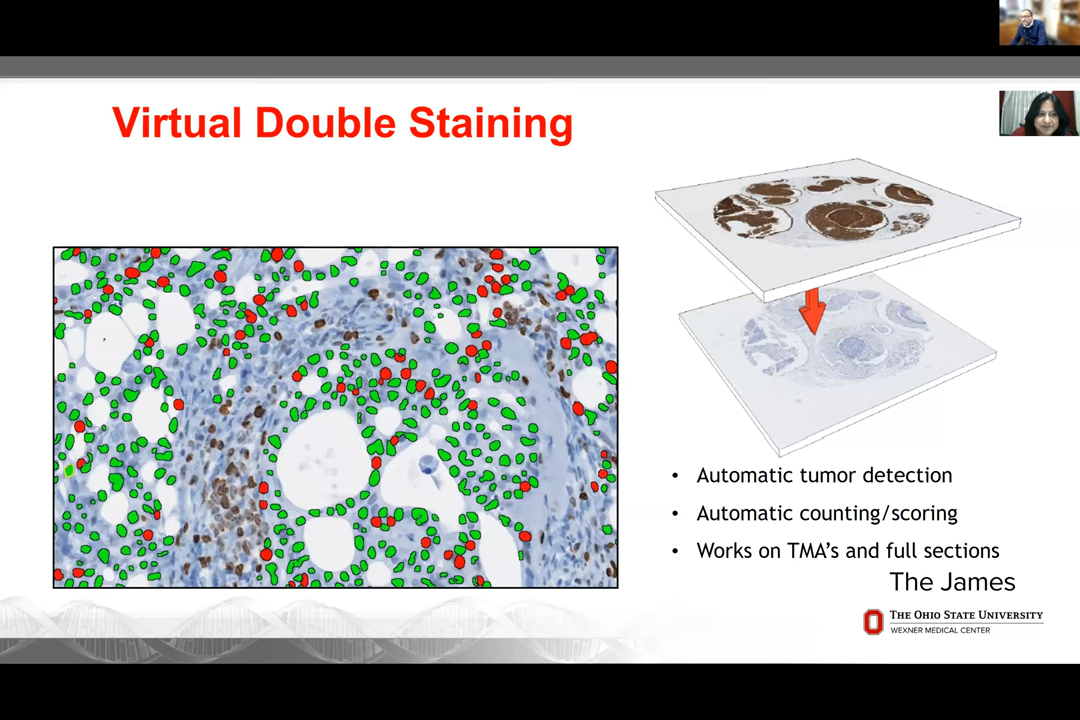 Virtual Double Staining
• Automatic tumor detection
• Automatic counting/scoring
• Works on TMA's and full sections
The James
THE OHIO STATE UNIVERSITY
WEXNER MEDICAL CENTER